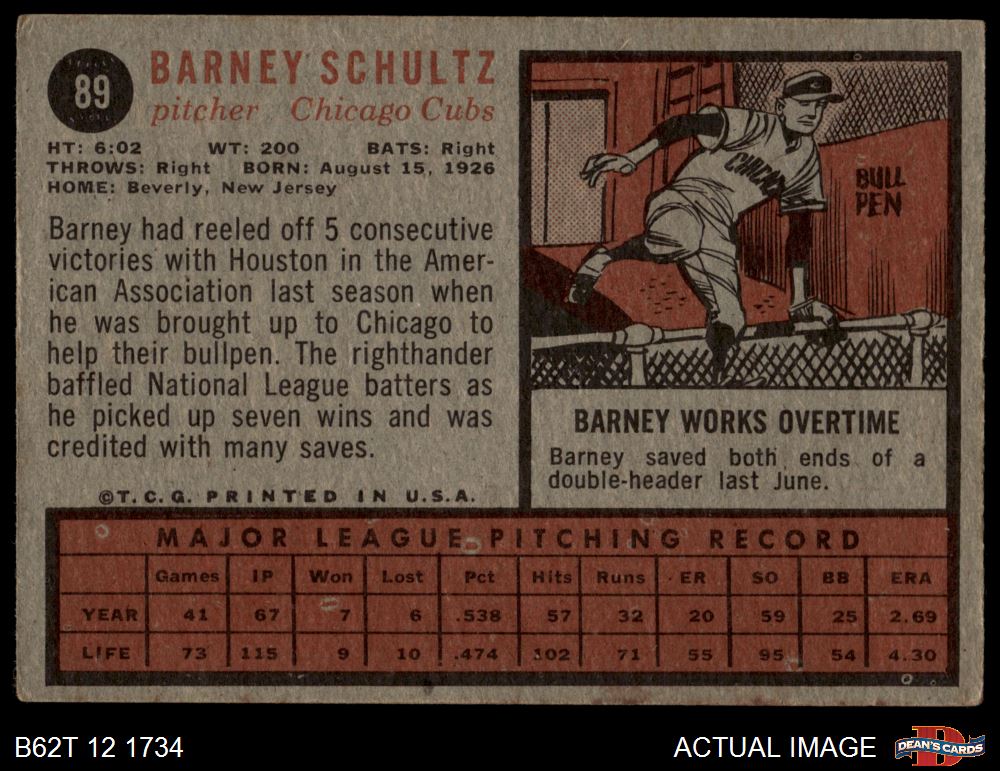 89
BARNEY SCHULTZ
pitcher Chicago Cubs
HT: 6:02 WT: 200 BATS: Right
THROWS: Right BORN: August 15, 1926
HOME: Beverly, New Jersey
Barney had reeled off 5 consecutive
victories with Houston in the Amer-
ican Association last season when
he was brought up to Chicago to
help their bullpen. The righthander
baffled National League batters as
he picked up seven wins and was
credited with many saves.
©T.C.G. PRINTED IN U.S.A.
CHICAGO
BULL
PEN
BARNEY WORKS OVERTIME
Barney saved both ends of a
double-header last June.
MAJOR LEAGUE PITCHING RECORD
Games IP Won Lost Pct Hits Runs ER SO BB ERA
YEAR 41 67 7 6 .538 57 32 20 59 25 2.69
LIFE 73 115 9 10 .474 102 71 55 95 54 4.30
B62T 12 1734
ACTUAL IMAGE
D
DEAN'S CARDS